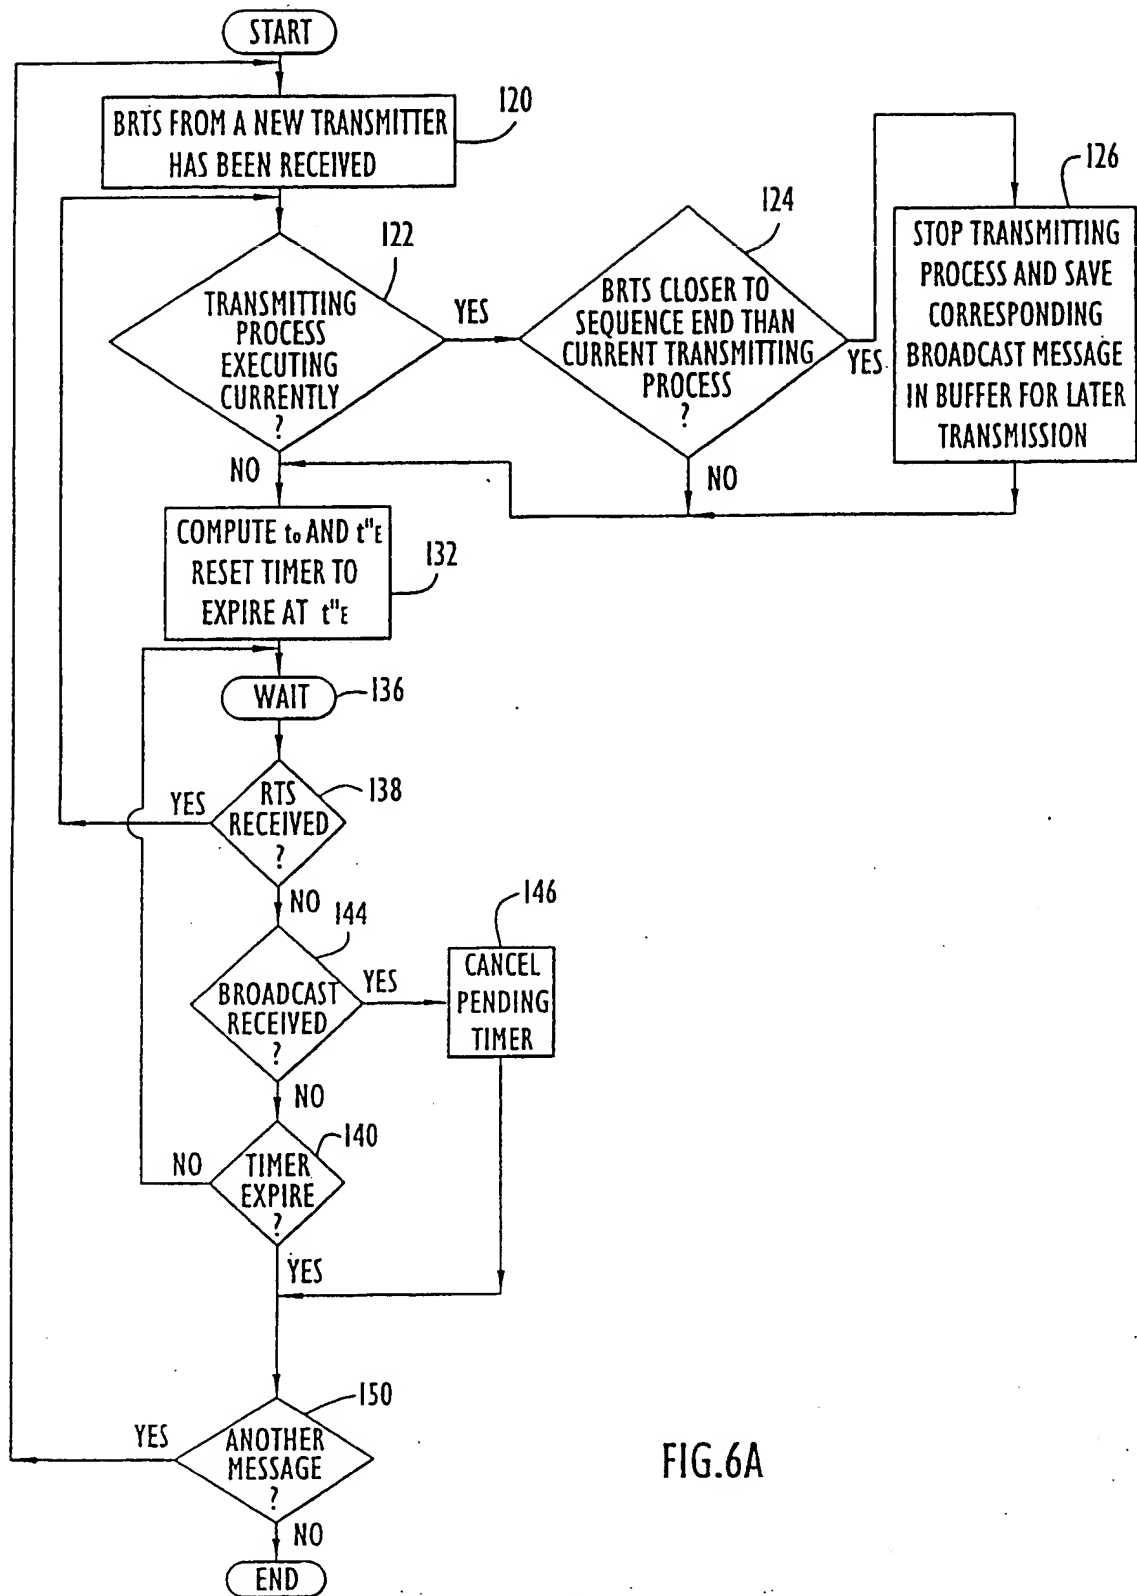 START
BRTS FROM A NEW TRANSMITTER
HAS BEEN RECEIVED
120
122
TRANSMITTING
PROCESS
EXECUTING
CURRENTLY
?
YES
NO
124
BRTS CLOSER TO
SEQUENCE END THAN
CURRENT TRANSMITTING
PROCESS
?
YES
NO
126
STOP TRANSMITTING
PROCESS AND SAVE
CORRESPONDING
BROADCAST MESSAGE
IN BUFFER FOR LATER
TRANSMISSION
COMPUTE t₀ AND t"E
RESET TIMER TO
EXPIRE AT t"E
132
WAIT
136
RTS
RECEIVED
?
138
YES
NO
144
BROADCAST
RECEIVED
?
YES
NO
146
CANCEL
PENDING
TIMER
140
TIMER
EXPIRE
?
NO
YES
150
ANOTHER
MESSAGE
?
YES
NO
END
FIG.6A